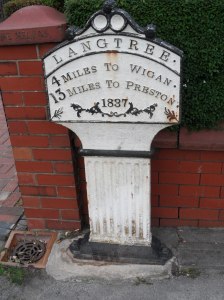 LANGTREE
4 MILES TO WIGAN
13 MILES TO PRESTON
1837